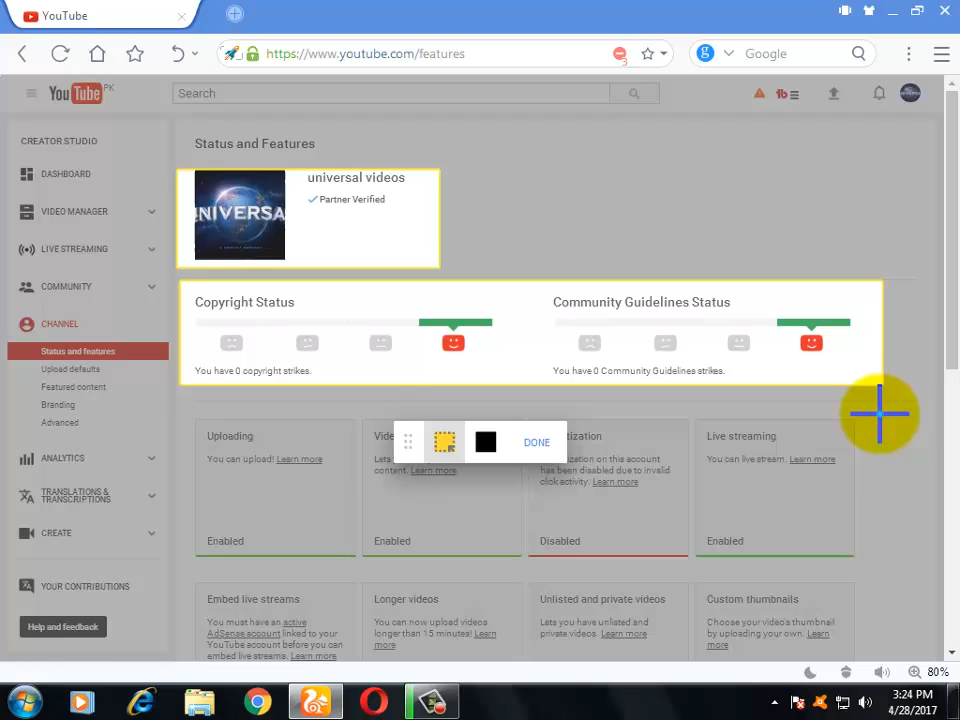 YouTube
https://www.youtube.com/features
3
g
Google
YouTube PK
Search
CREATOR STUDIO
DASHBOARD
VIDEO MANAGER
LIVE STREAMING
COMMUNITY
CHANNEL
Status and features
Upload defaults
Featured content
Branding
Advanced
ANALYTICS
TRANSLATIONS &
TRANSCRIPTIONS
CREATE
YOUR CONTRIBUTIONS
Help and feedback
Status and Features
UNIVERSA
universal videos
Partner Verified
Copyright Status
You have 0 copyright strikes.
Community Guidelines Status
You have 0 Community Guidelines strikes.
Uploading
You can upload! Learn more
Enabled
content. Learn more
Enabled
DONE
account
has been disabled due to invalid
click activity. Learn more
Disabled
Live streaming
You can live stream. Learn more
Enabled
Embed live streams
You must have an active
AdSense account linked to your
YouTube account before you can
embed live streams. Learn more
Longer videos
You can now upload videos
longer than 15 minutes! Learn
more
Unlisted and private videos
Lets you have unlisted and
private videos. Learn more
Custom thumbnails
Choose your video's thumbnail
by uploading your own. Learn
more
80%
3:24 PM
4/28/2017